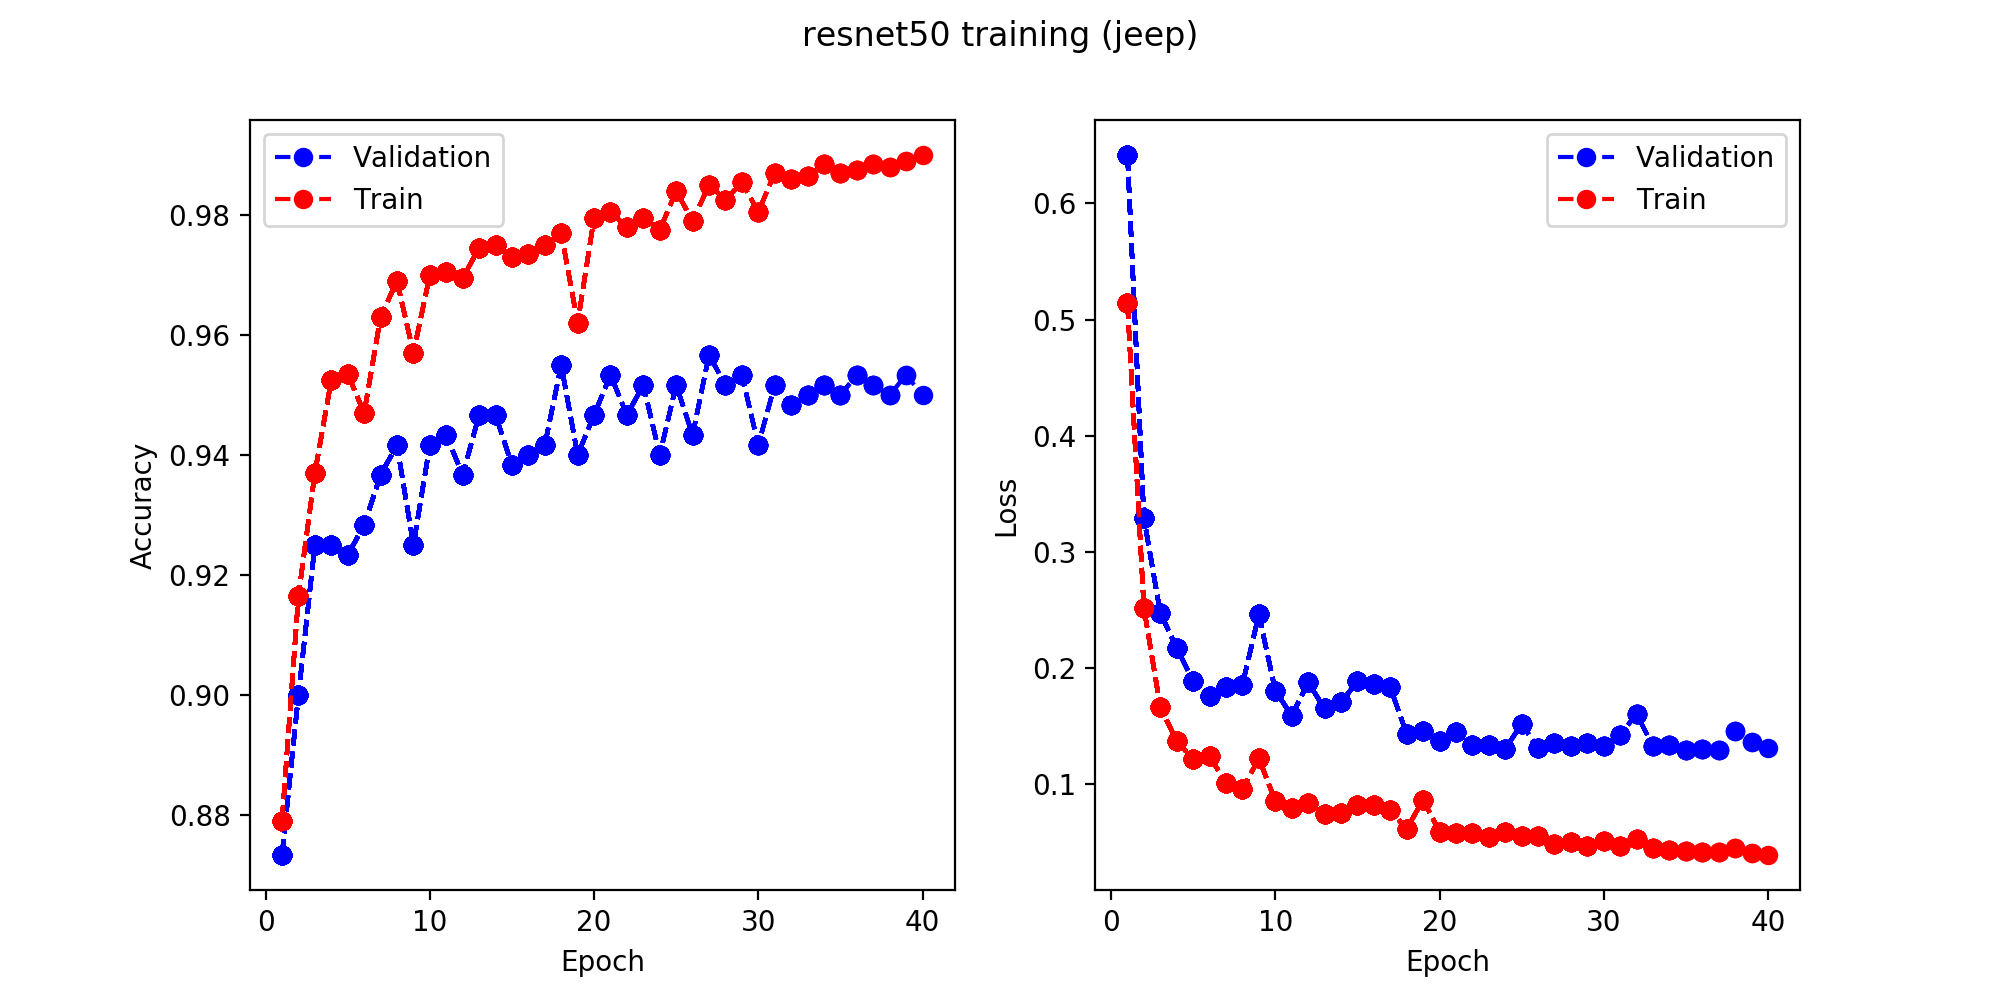 resnet50 training (jeep)
Validation
Train
0.98
0.96
0.94
0.92
0.90
0.88
Accuracy
0 10 20 30 40
Epoch
Validation
Train
0.6
0.5
0.4
0.3
0.2
0.1
Loss
0 10 20 30 40
Epoch